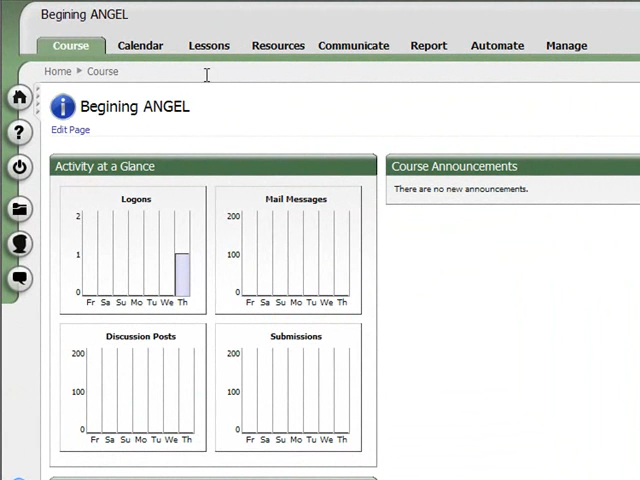 Begining ANGEL
Course Calendar Lessons Resources Communicate Report Automate Manage
Home Course
Begining ANGEL
Edit Page
Activity at a Glance
Logons
2
1
0
Fr Sa Su Mo Tu We Th
Mail Messages
200
100
0
Fr Sa Su Mo Tu We Th
Discussion Posts
200
100
0
Fr Sa Su Mo Tu We Th
Submissions
200
100
0
Fr Sa Su Mo Tu We Th
Course Announcements
There are no new announcements.